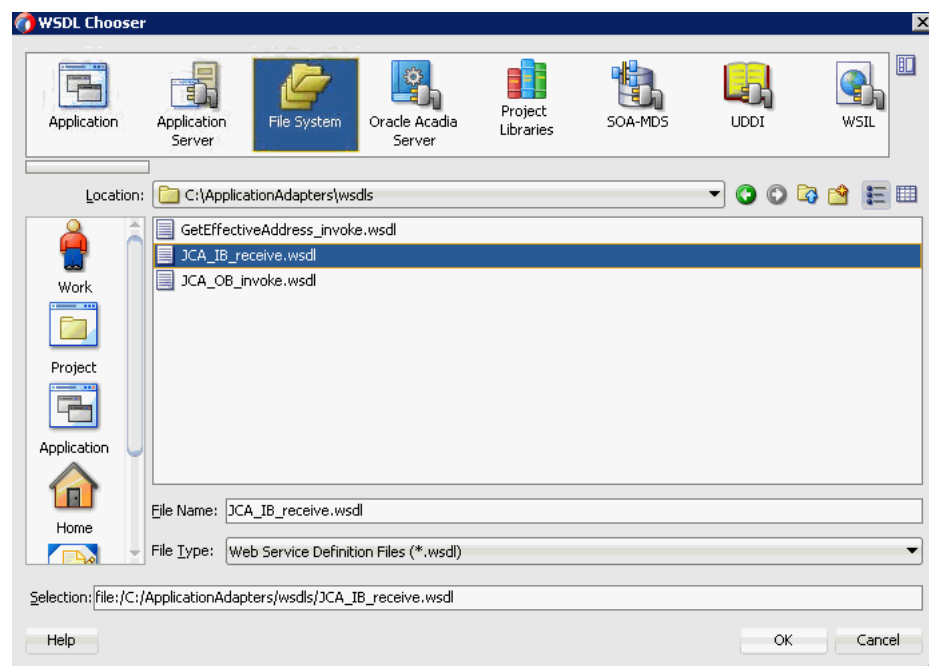 WSDL Chooser
Application
Application Server
File System
Oracle Acadia Server
Project Libraries
SOA-MDS
UDDI
WSIL
Location: C:\ApplicationAdapters\wsdls
Work
Project
Application
Home
GetEffectiveAddress_invoke.wsdl
JCA_IB_receive.wsdl
JCA_OB_invoke.wsdl
File Name: JCA_IB_receive.wsdl
File Type: Web Service Definition Files (*.wsdl)
Selection: file:/C:/ApplicationAdapters/wsdls/JCA_IB_receive.wsdl
Help
OK
Cancel